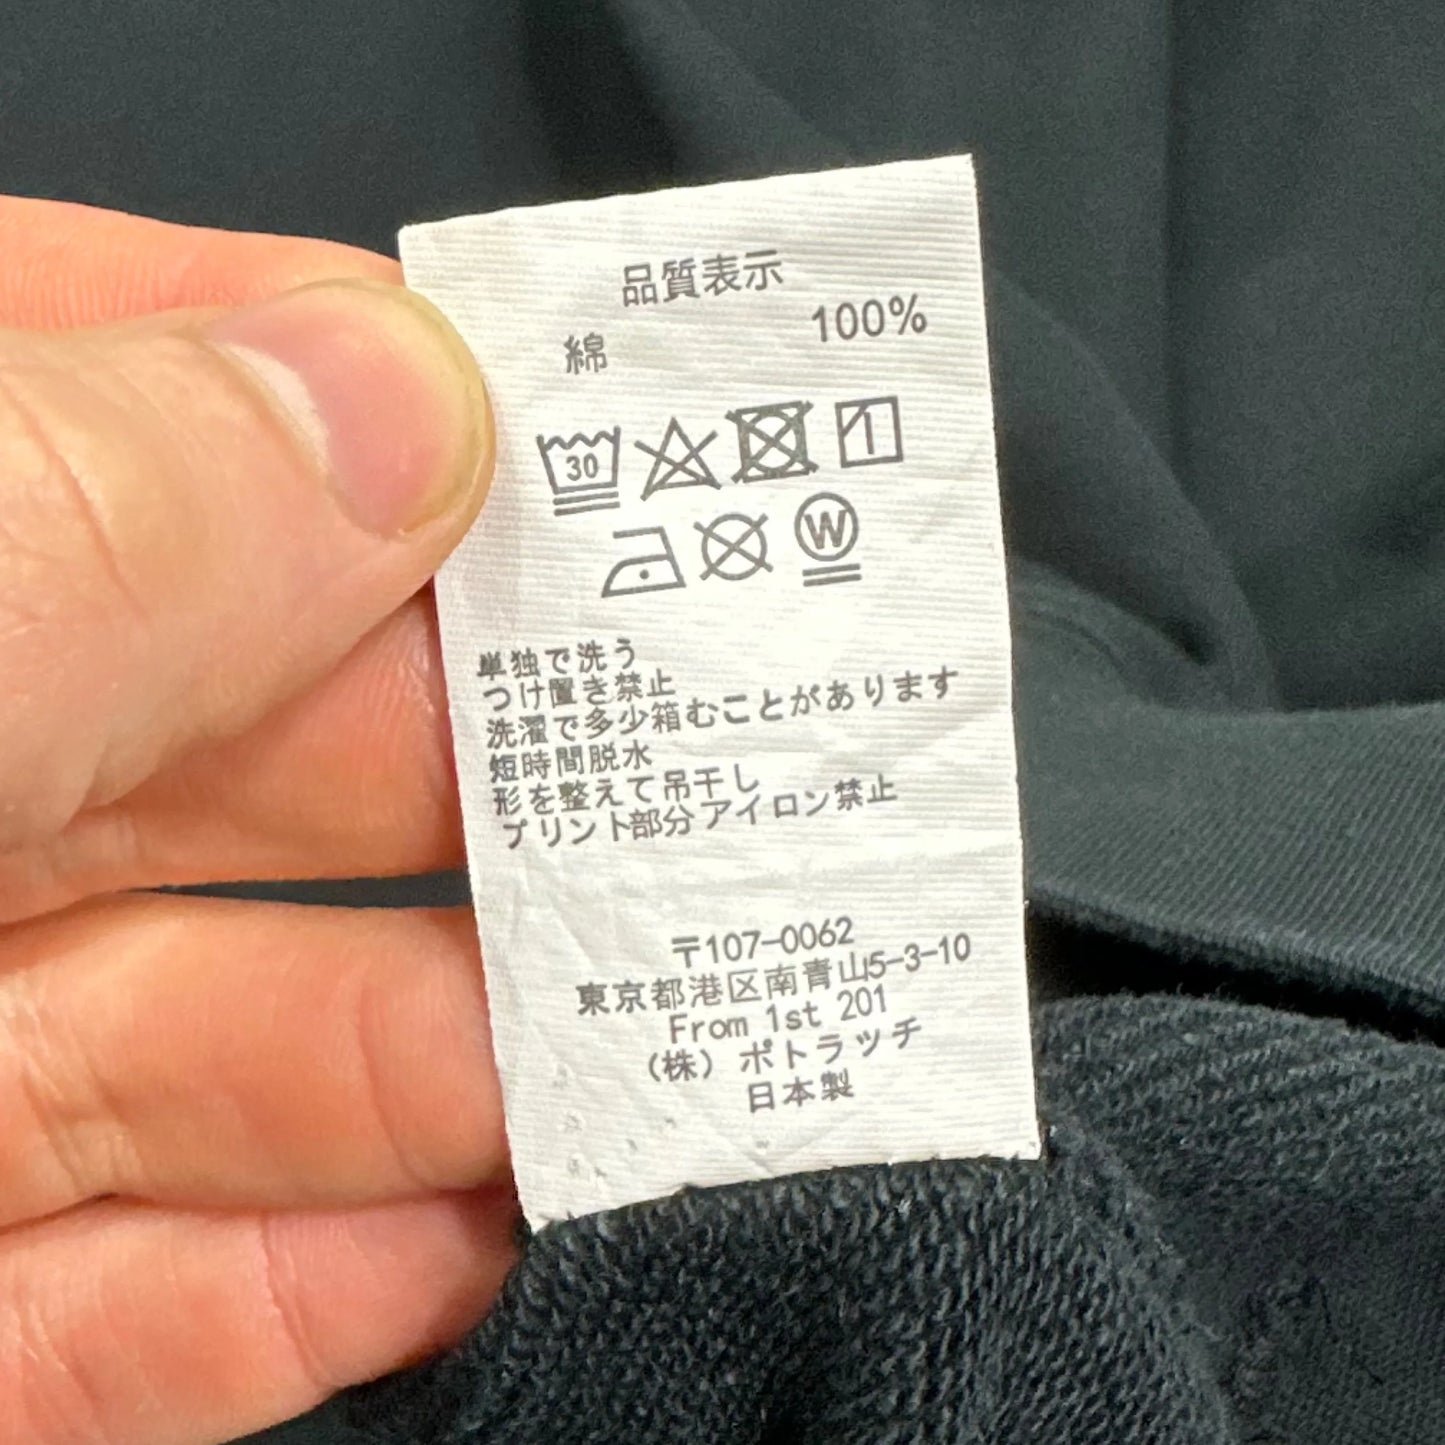 品質表示
綿 100%
30
W
単独で洗う
つけ置き禁止
洗濯で多少箱むことがあります
短時間脱水
形を整えて吊干し
プリント部分アイロン禁止
〒107-0062
東京都港区南青山5-3-10
From 1st 201
(株) ポトラッチ
日本製